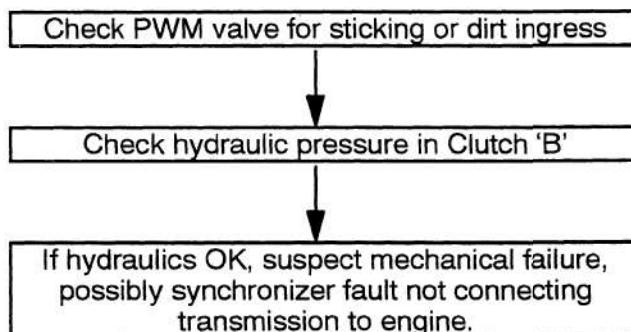 Check PWM valve for sticking or dirt ingress
Check hydraulic pressure in Clutch 'B'
If hydraulics OK, suspect mechanical failure,
possibly synchronizer fault not connecting
transmission to engine.